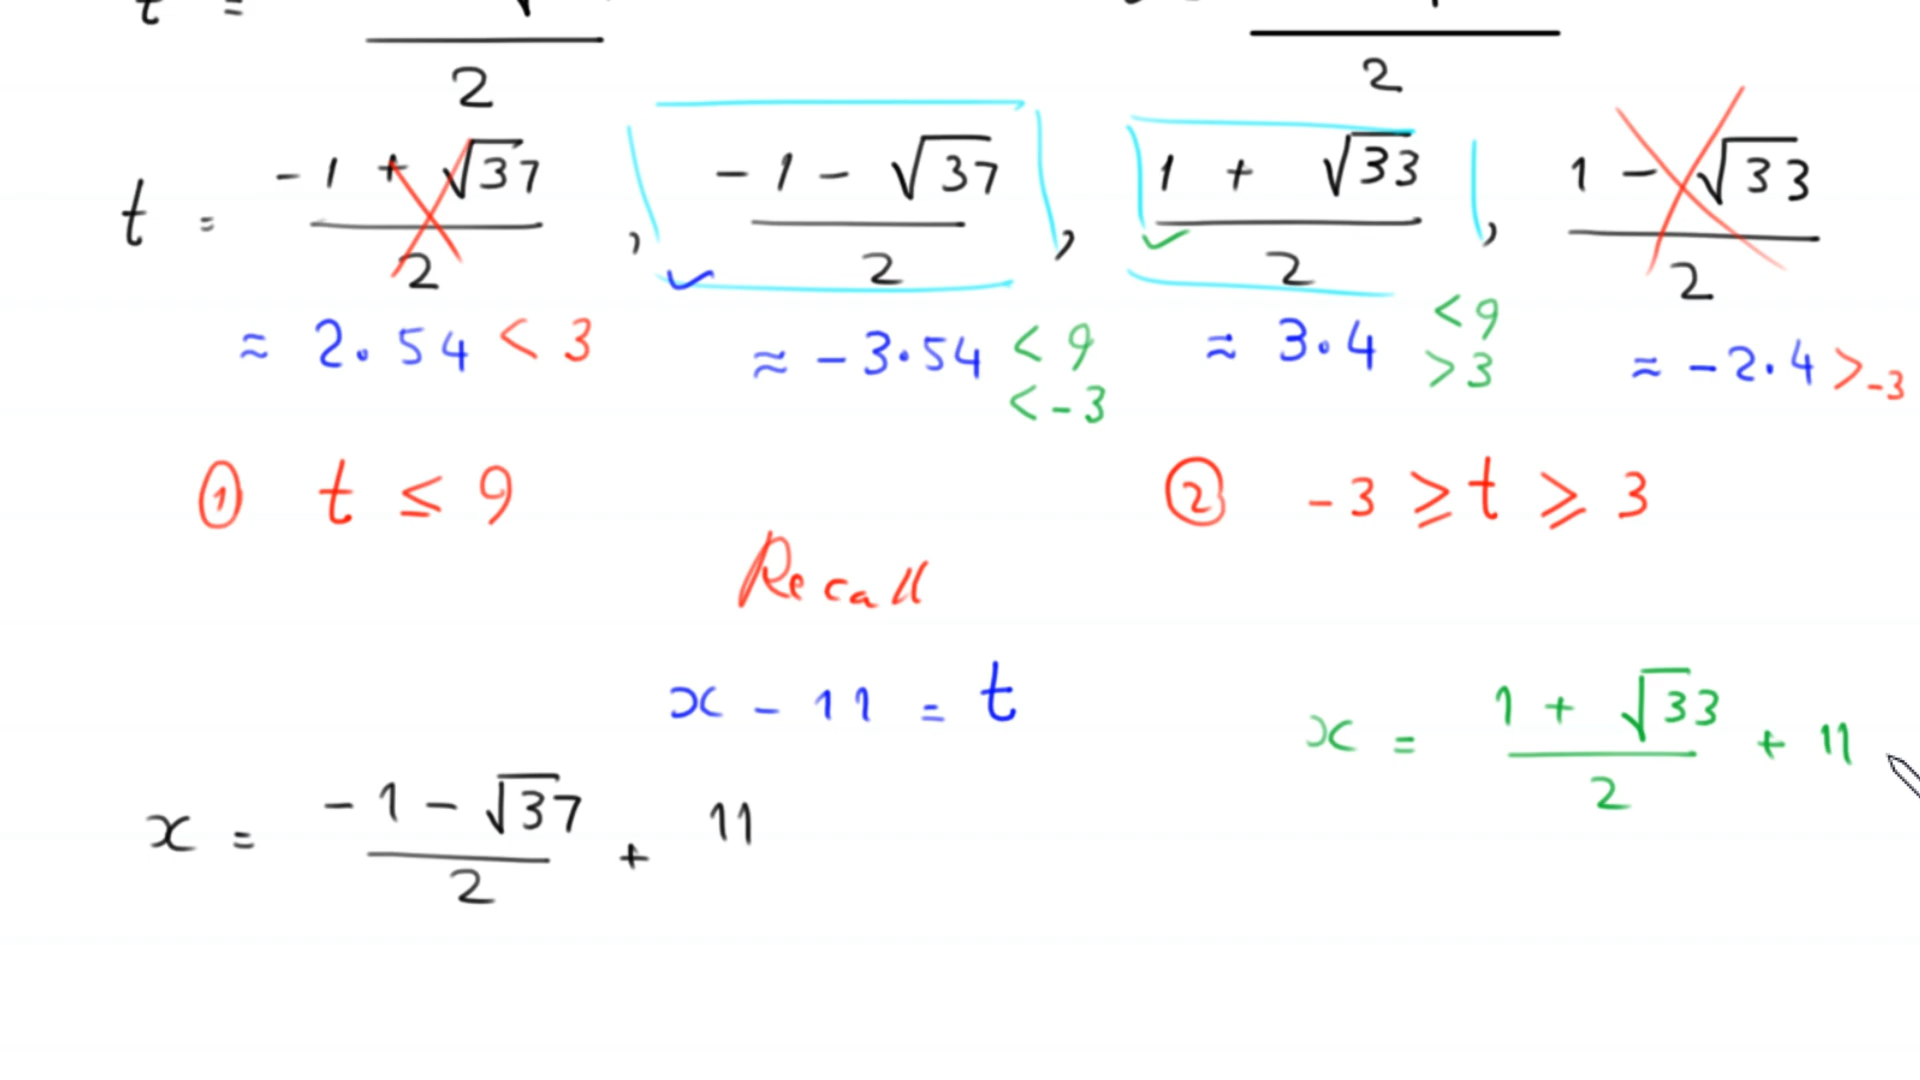 t =
2 2
t = (-1 + √37)/2 , (-1 - √37)/2 , (1 + √33)/2 , (1 - √33)/2
≈ 2.54 < 3 ≈ -3.54 < 9 < -3 ≈ 3.4 < 9 > 3 ≈ -2.4 > -3
① t ≤ 9 ② -3 ≥ t ≥ 3
Recall
x - 11 = t
x = (1 + √33)/2 + 11
x = (-1 - √37)/2 + 11